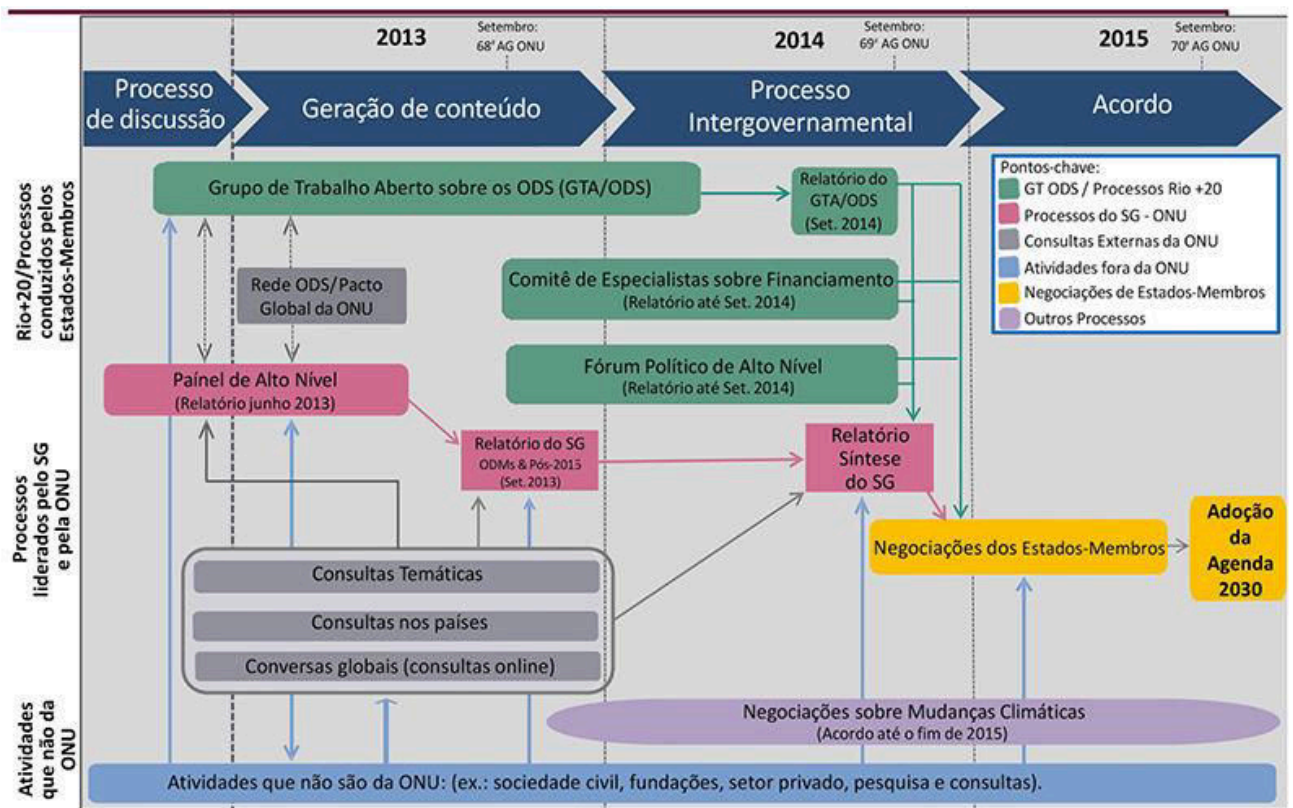 2013
Setembro:
68ª AG ONU
2014
Setembro:
69ª AG ONU
2015
Setembro:
70ª AG ONU
Processo
de discussão
Geração de conteúdo
Processo
Intergovernamental
Acordo
Rio+20/Processos
conduzidos pelos
Estados-Membro
Grupo de Trabalho Aberto sobre os ODS (GTA/ODS)
Relatório do
GTA/ODS
(Set. 2014)
Pontos-chave:
GT ODS / Processos Rio +20
Processos do SG - ONU
Consultas Externas da ONU
Atividades fora da ONU
Negociações de Estados-Membros
Outros Processos
Rede ODS/Pacto
Global da ONU
Comitê de Especialistas sobre Financiamento
(Relatório até Set. 2014)
Fórum Político de Alto Nível
(Relatório até Set. 2014)
Processos
liderados pelo SG
e pela ONU
Paínel de Alto Nível
(Relatório junho 2013)
Relatório do SG
ODMs & Pós-2015
(Set. 2013)
Relatório
Síntese
do SG
Negociações dos Estados-Membros
Adoção
da
Agenda
2030
Consultas Temáticas
Consultas nos países
Conversas globais (consultas online)
Atividades
que não da
ONU
Negociações sobre Mudanças Climáticas
(Acordo até o fim de 2015)
Atividades que não são da ONU: (ex.: sociedade civil, fundações, setor privado, pesquisa e consultas).